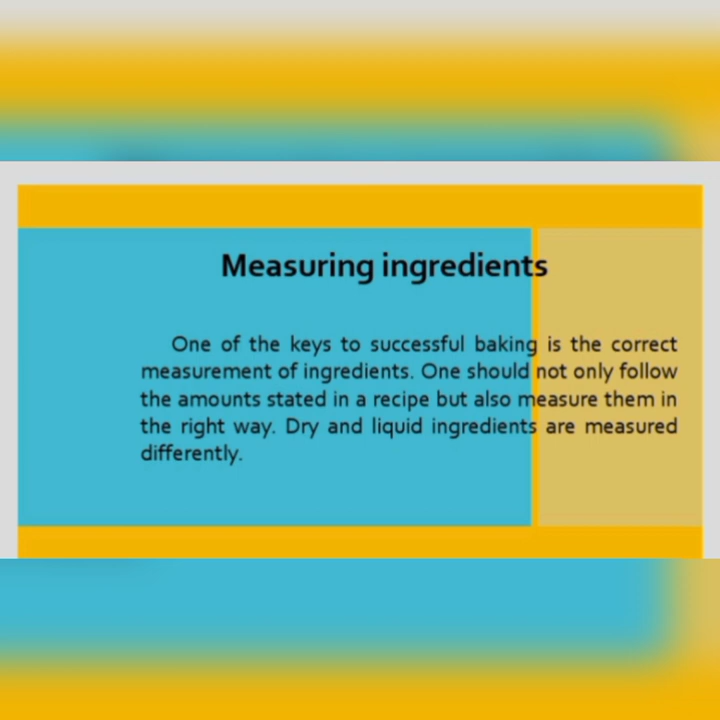 Measuring ingredients
One of the keys to successful baking is the correct
measurement of ingredients. One should not only follow
the amounts stated in a recipe but also measure them in
the right way. Dry and liquid ingredients are measured
differently.